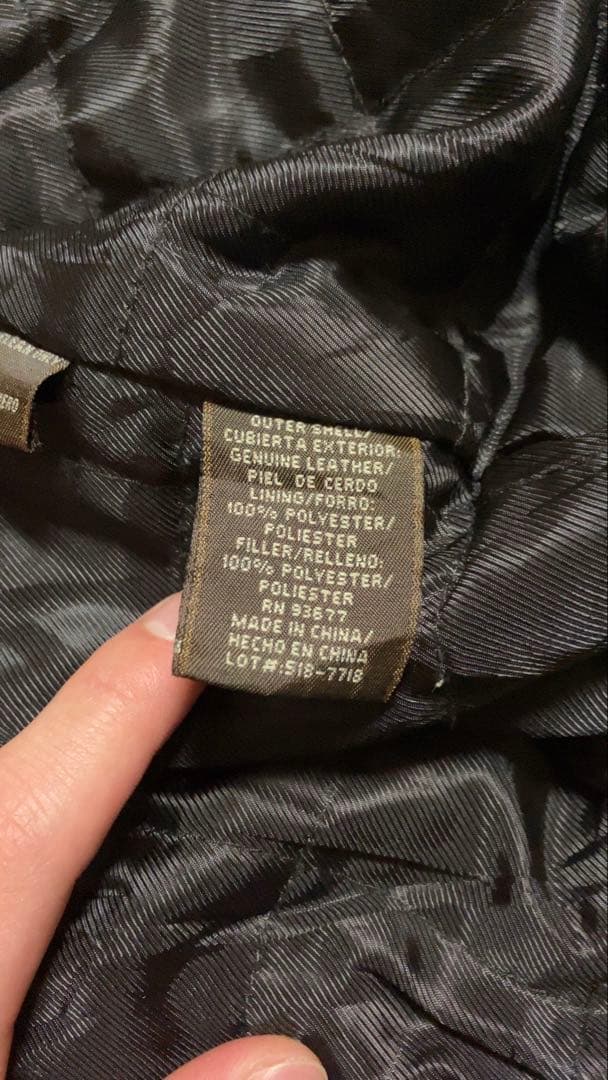 OUTER SHELL/
CUBIERTA EXTERIOR:
GENUINE LEATHER/
PIEL DE CERDO
LINING/FORRO:
100% POLYESTER/
POLIESTER
FILLER/RELLENO:
100% POLYESTER/
POLIESTER
RN 93677
MADE IN CHINA/
HECHO EN CHINA
LOT#:518-7718